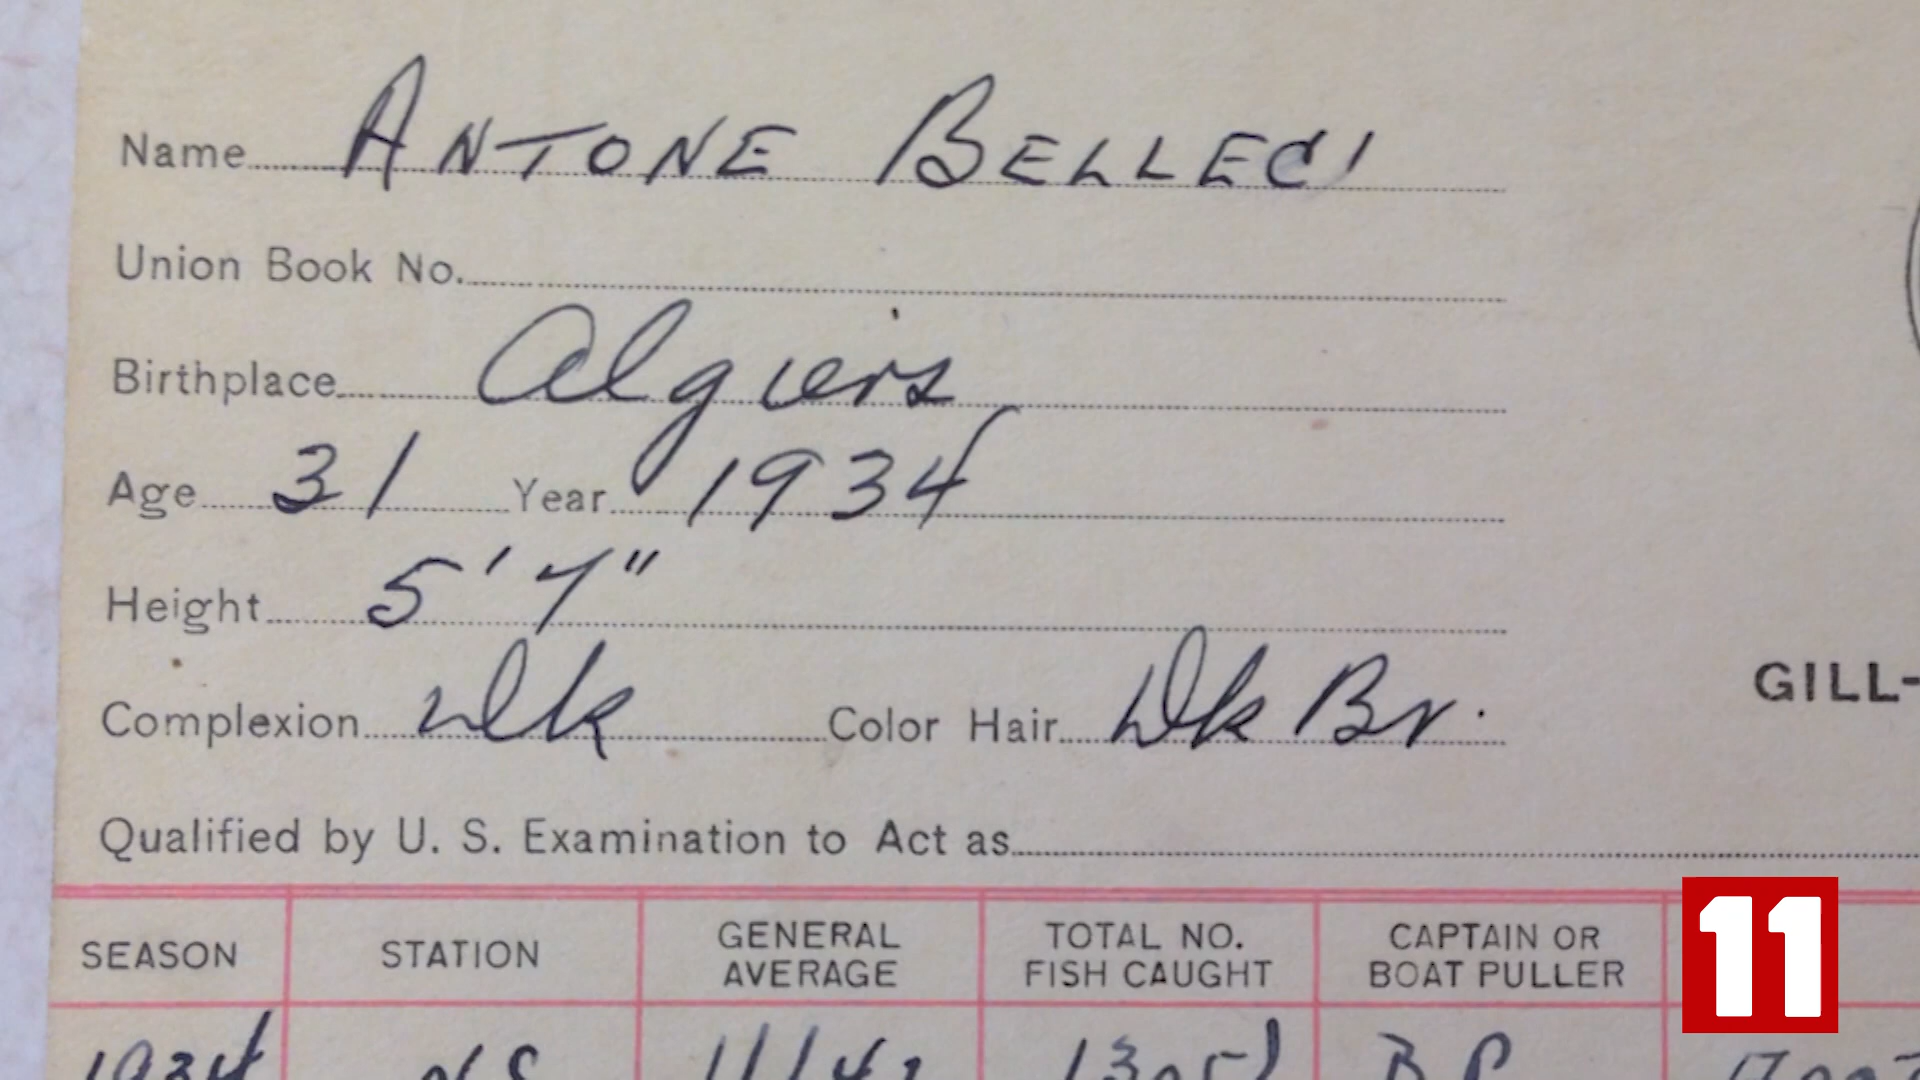 Name ANTONE BELLECI
Union Book No.
Birthplace Algiers
Age 31 Year 1934
Height 5' 7"
Complexion Dk Color Hair Dk Br.
GILL-
Qualified by U. S. Examination to Act as
SEASON STATION GENERAL AVERAGE TOTAL NO. FISH CAUGHT CAPTAIN OR BOAT PULLER
11
1934